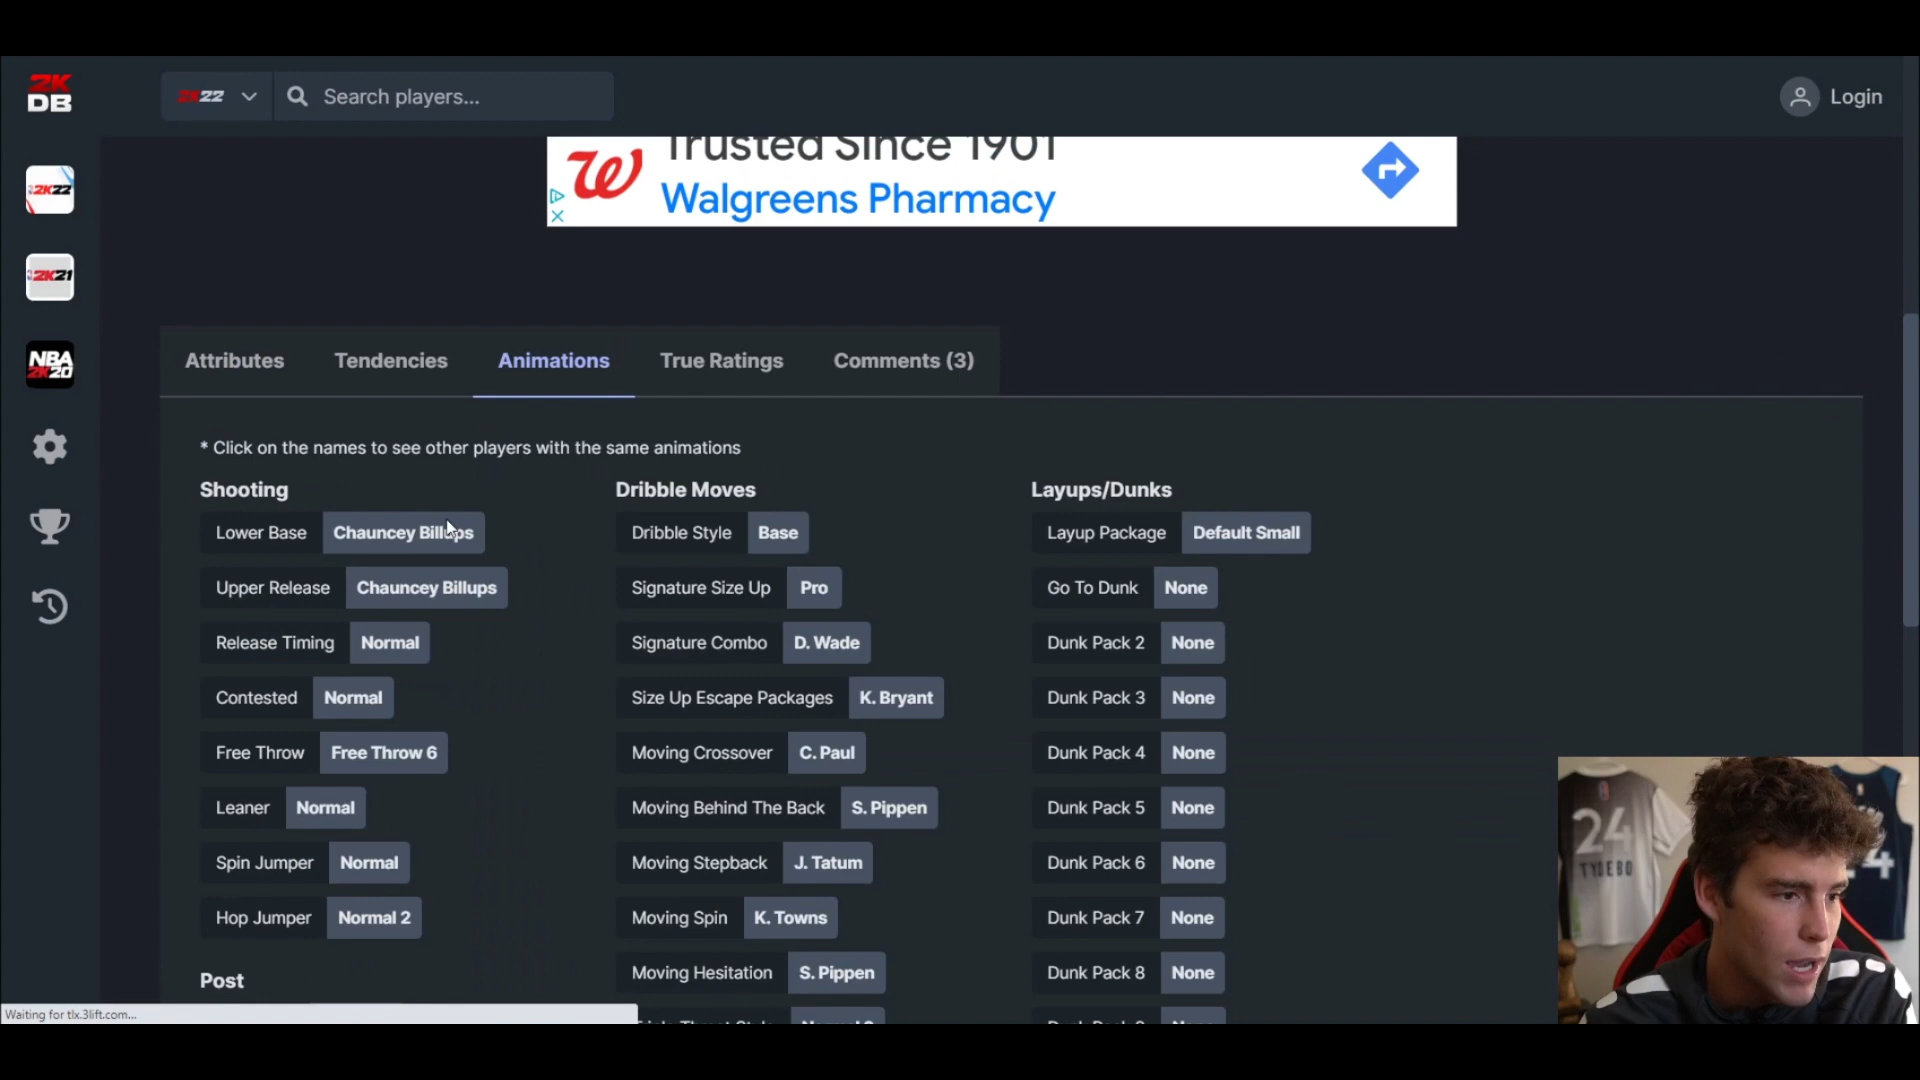 2K
DB
2K22
Search players...
Login
Trusted Since 1901
Walgreens Pharmacy
2K22
2K21
NBA
2K20
Attributes
Tendencies
Animations
True Ratings
Comments (3)
* Click on the names to see other players with the same animations
Shooting
Lower Base Chauncey Billups
Upper Release Chauncey Billups
Release Timing Normal
Contested Normal
Free Throw Free Throw 6
Leaner Normal
Spin Jumper Normal
Hop Jumper Normal 2
Post
Dribble Moves
Dribble Style Base
Signature Size Up Pro
Signature Combo D. Wade
Size Up Escape Packages K. Bryant
Moving Crossover C. Paul
Moving Behind The Back S. Pippen
Moving Stepback J. Tatum
Moving Spin K. Towns
Moving Hesitation S. Pippen
Layups/Dunks
Layup Package Default Small
Go To Dunk None
Dunk Pack 2 None
Dunk Pack 3 None
Dunk Pack 4 None
Dunk Pack 5 None
Dunk Pack 6 None
Dunk Pack 7 None
Dunk Pack 8 None
24
TYDEBO
4
Waiting for tlx.3lift.com...